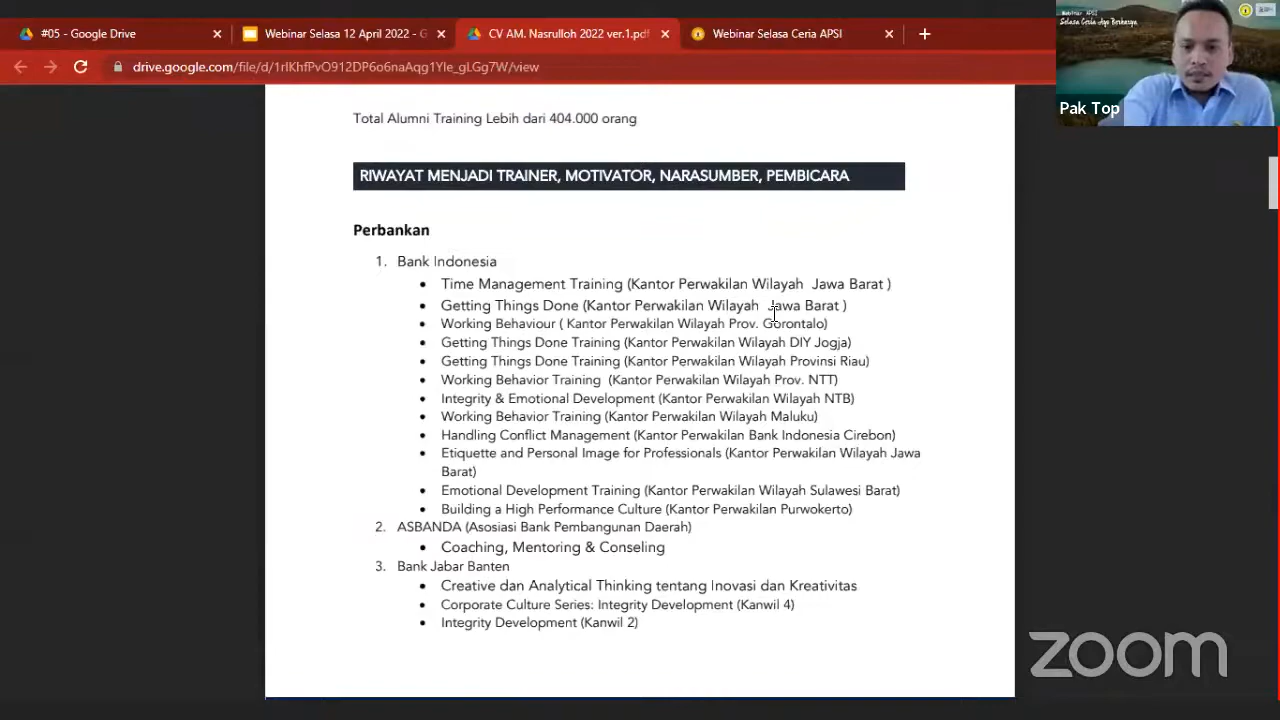 #05 - Google Drive
Webinar Selasa 12 April 2022 - G
CV AM. Nasrulloh 2022 ver.1.pdf
Webinar Selasa Ceria APSI
drive.google.com/file/d/1rlKhfPvO912DP6o6naAqg1Yle_gLGg7W/view
Webinar APSI
Selasa Ceria Ayo Berkarya
Pak Top
Total Alumni Training Lebih dari 404.000 orang
RIWAYAT MENJADI TRAINER, MOTIVATOR, NARASUMBER, PEMBICARA
Perbankan
1. Bank Indonesia
• Time Management Training (Kantor Perwakilan Wilayah Jawa Barat )
• Getting Things Done (Kantor Perwakilan Wilayah Jawa Barat )
• Working Behaviour ( Kantor Perwakilan Wilayah Prov. Gorontalo)
• Getting Things Done Training (Kantor Perwakilan Wilayah DIY Jogja)
• Getting Things Done Training (Kantor Perwakilan Wilayah Provinsi Riau)
• Working Behavior Training (Kantor Perwakilan Wilayah Prov. NTT)
• Integrity & Emotional Development (Kantor Perwakilan Wilayah NTB)
• Working Behavior Training (Kantor Perwakilan Wilayah Maluku)
• Handling Conflict Management (Kantor Perwakilan Bank Indonesia Cirebon)
• Etiquette and Personal Image for Professionals (Kantor Perwakilan Wilayah Jawa
Barat)
• Emotional Development Training (Kantor Perwakilan Wilayah Sulawesi Barat)
• Building a High Performance Culture (Kantor Perwakilan Purwokerto)
2. ASBANDA (Asosiasi Bank Pembangunan Daerah)
• Coaching, Mentoring & Conseling
3. Bank Jabar Banten
• Creative dan Analytical Thinking tentang Inovasi dan Kreativitas
• Corporate Culture Series: Integrity Development (Kanwil 4)
• Integrity Development (Kanwil 2)
zoom